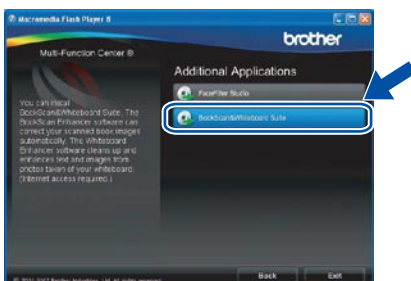 Macromedia Flash Player 8
brother
Multi-Function Center ®
Additional Applications
FaceFilter Studio
BookScan&Whiteboard Suite
You can install
BookScan&Whiteboard Suite. The
BookScan Enhancer software can
correct your scanned book images
automatically. The Whiteboard
Enhancer software cleans up and
enhances text and images from
photos taken of your whiteboard.
(Internet access required.)
Back
Exit